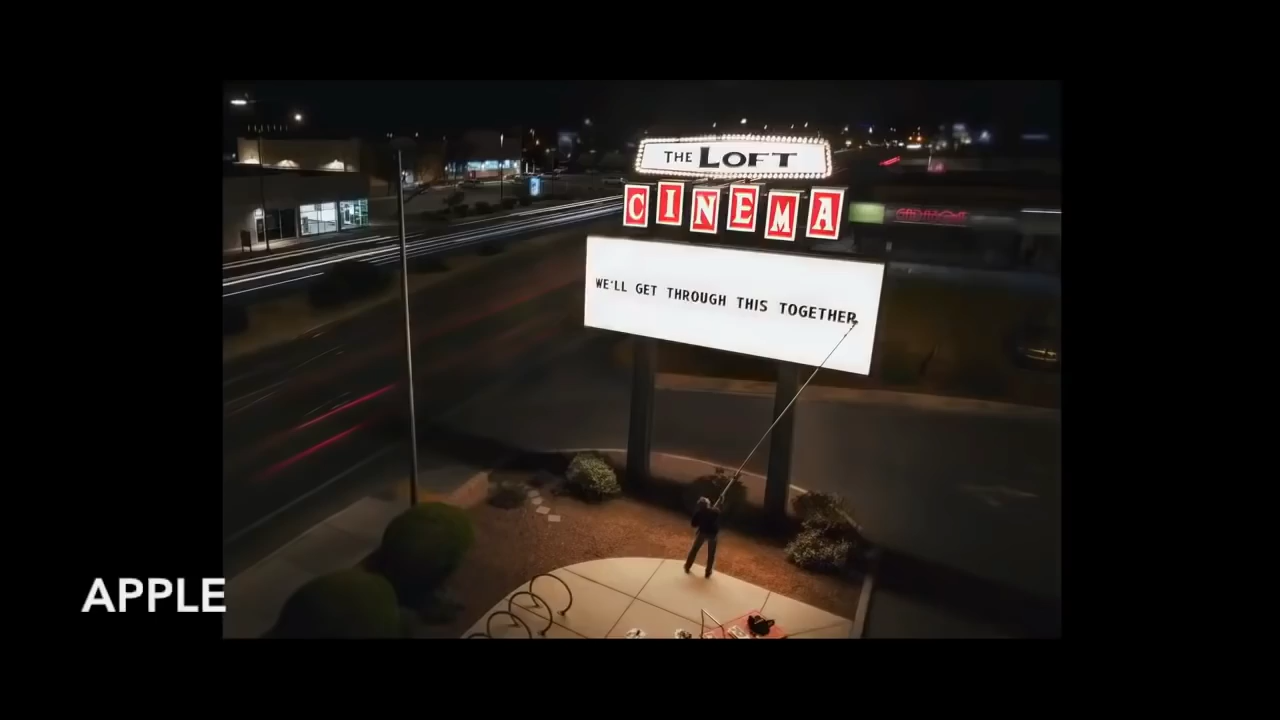 THE LOFT
CINEMA
WE'LL GET THROUGH THIS TOGETHER
APPLE